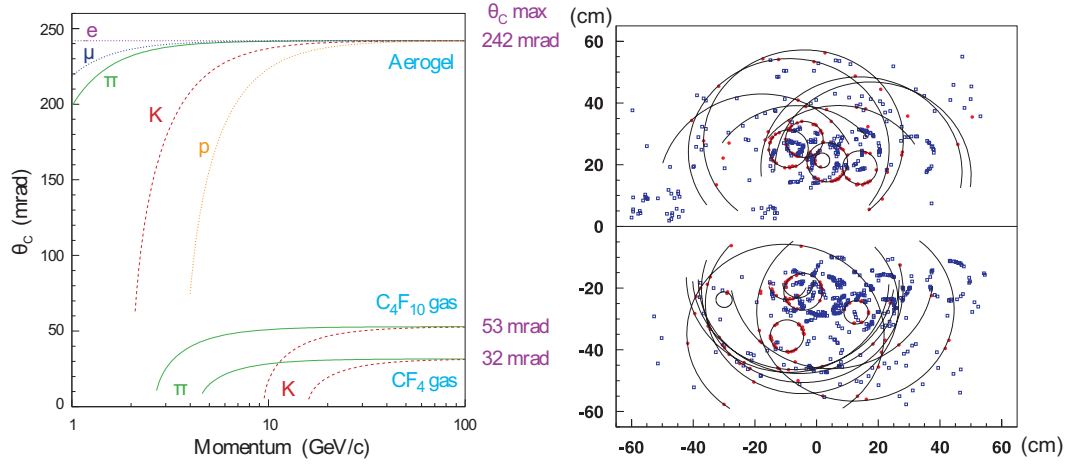 θC max
242 mrad
53 mrad
32 mrad
250
200
150
100
50
0
θC (mrad)
e
μ
π
K
p
Aerogel
C4F10 gas
CF4 gas
π
K
1
10
100
Momentum (GeV/c)
(cm)
60
40
20
0
-20
-40
-60
-60 -40 -20 0 20 40 60 (cm)